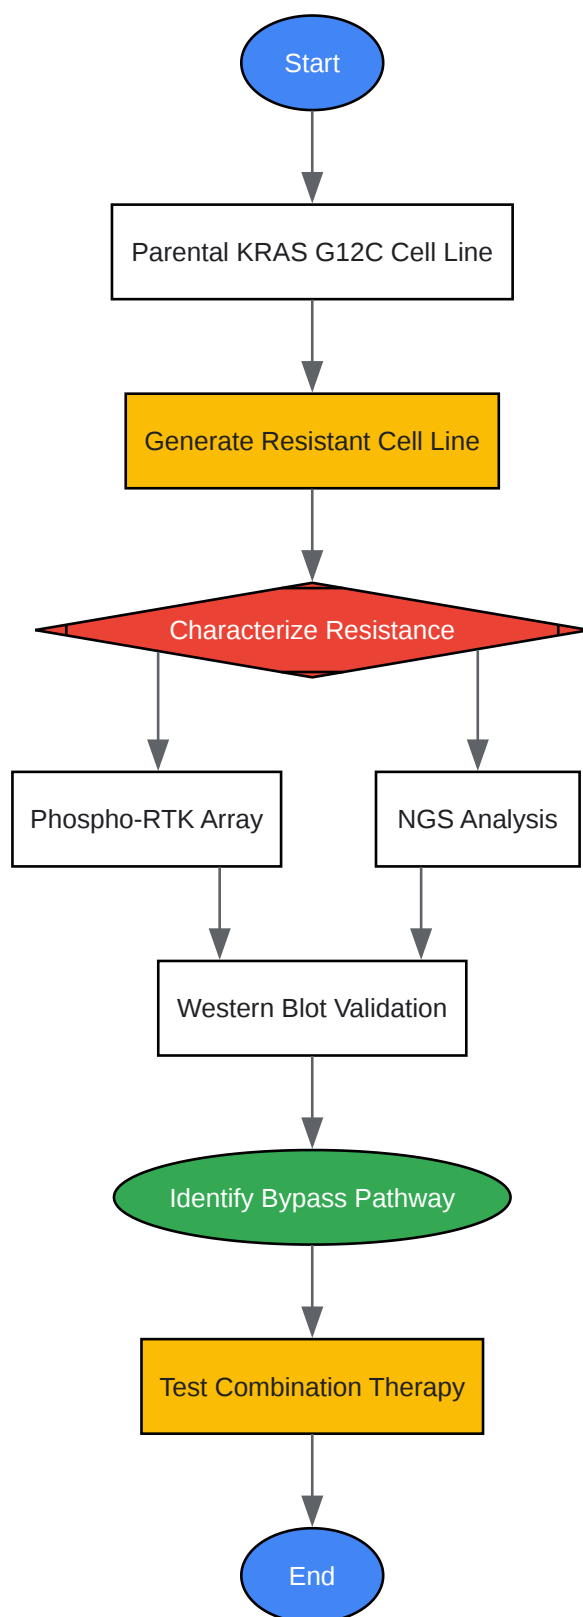 Start
Parental KRAS G12C Cell Line
Generate Resistant Cell Line
Characterize Resistance
Phospho-RTK Array
NGS Analysis
Western Blot Validation
Identify Bypass Pathway
Test Combination Therapy
End